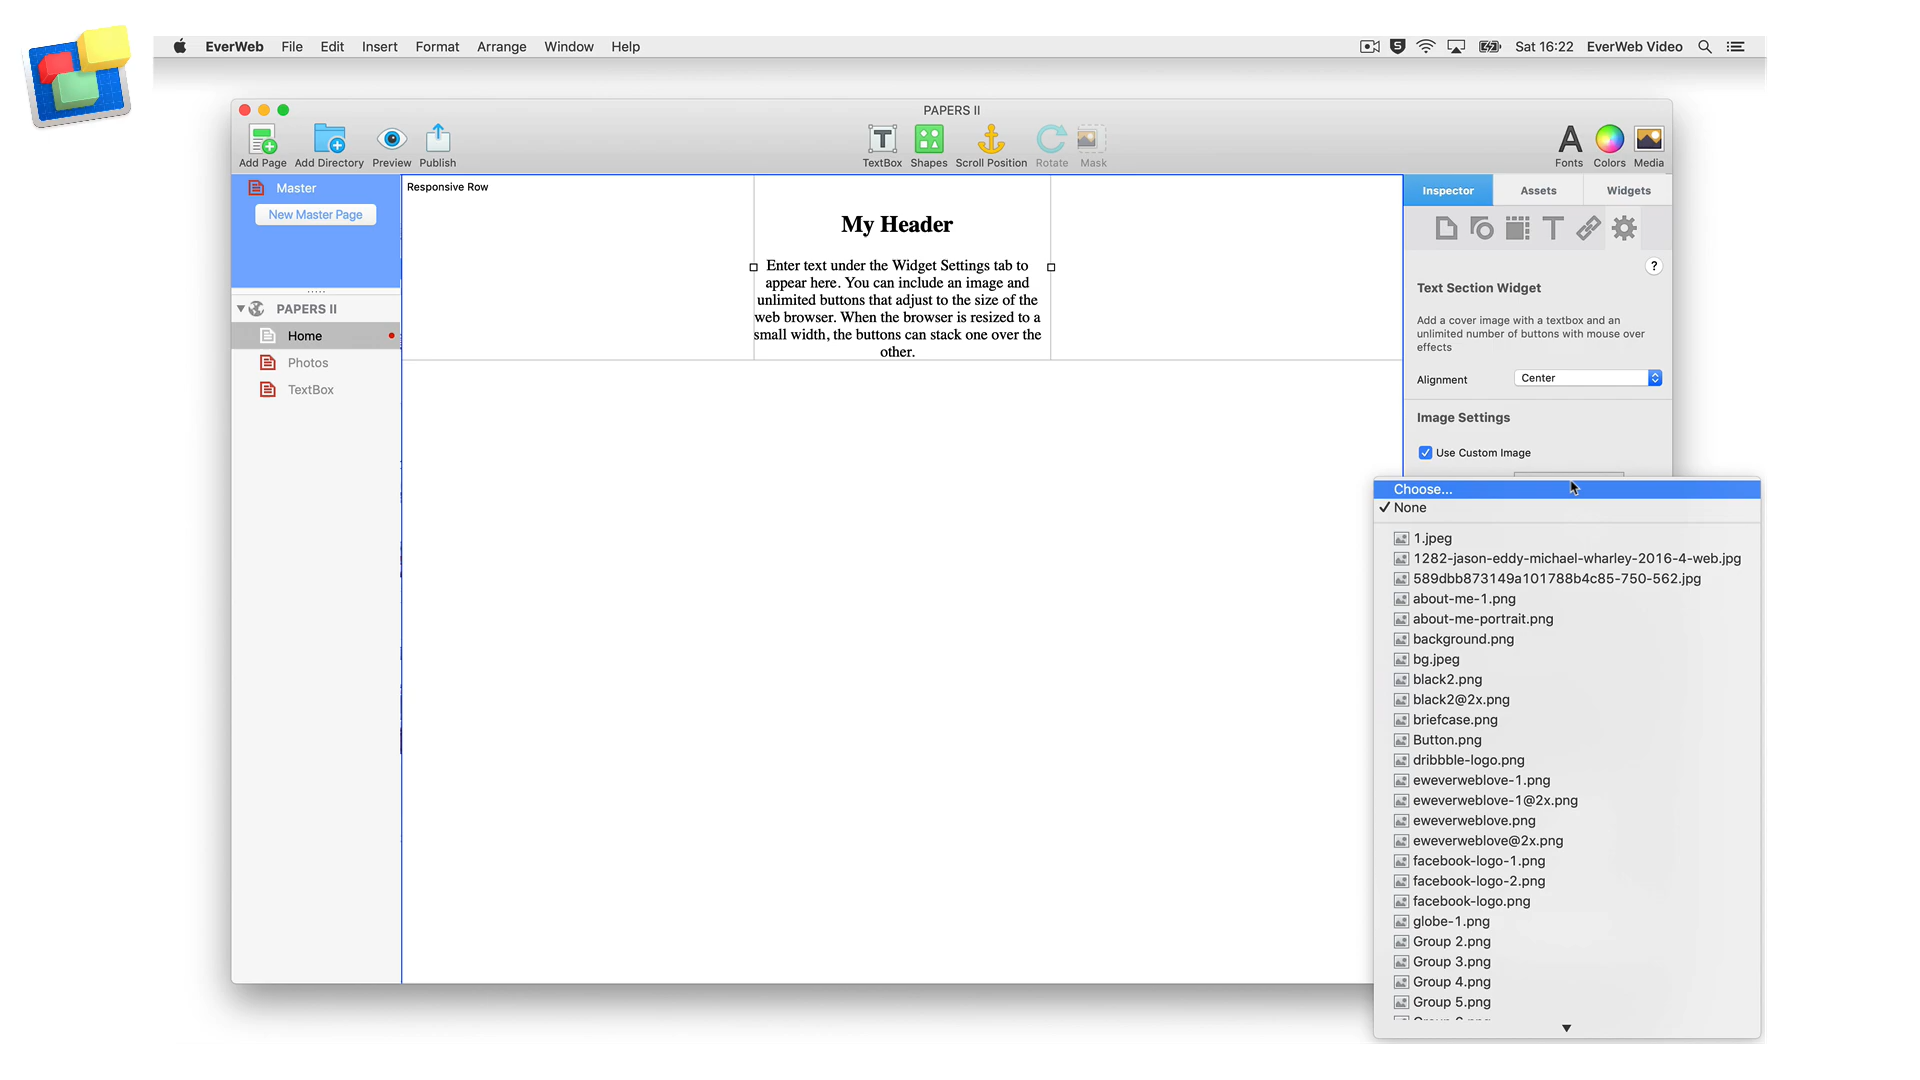 EverWeb File Edit Insert Format Arrange Window Help
S Sat 16:22 EverWeb Video
PAPERS II
Add Page Add Directory Preview Publish
TextBox Shapes Scroll Position Rotate Mask
Fonts Colors Media
Master
New Master Page
PAPERS II
Home
Photos
TextBox
Responsive Row
My Header
Enter text under the Widget Settings tab to
appear here. You can include an image and
unlimited buttons that adjust to the size of the
web browser. When the browser is resized to a
small width, the buttons can stack one over the
other.
Inspector Assets Widgets
?
Text Section Widget
Add a cover image with a textbox and an
unlimited number of buttons with mouse over
effects
Alignment Center
Image Settings
Use Custom Image
Choose...
None
1.jpeg
1282-jason-eddy-michael-wharley-2016-4-web.jpg
589dbb873149a101788b4c85-750-562.jpg
about-me-1.png
about-me-portrait.png
background.png
bg.jpeg
black2.png
black2@2x.png
briefcase.png
Button.png
dribbble-logo.png
eweverweblove-1.png
eweverweblove-1@2x.png
eweverweblove.png
eweverweblove@2x.png
facebook-logo-1.png
facebook-logo-2.png
facebook-logo.png
globe-1.png
Group 2.png
Group 3.png
Group 4.png
Group 5.png